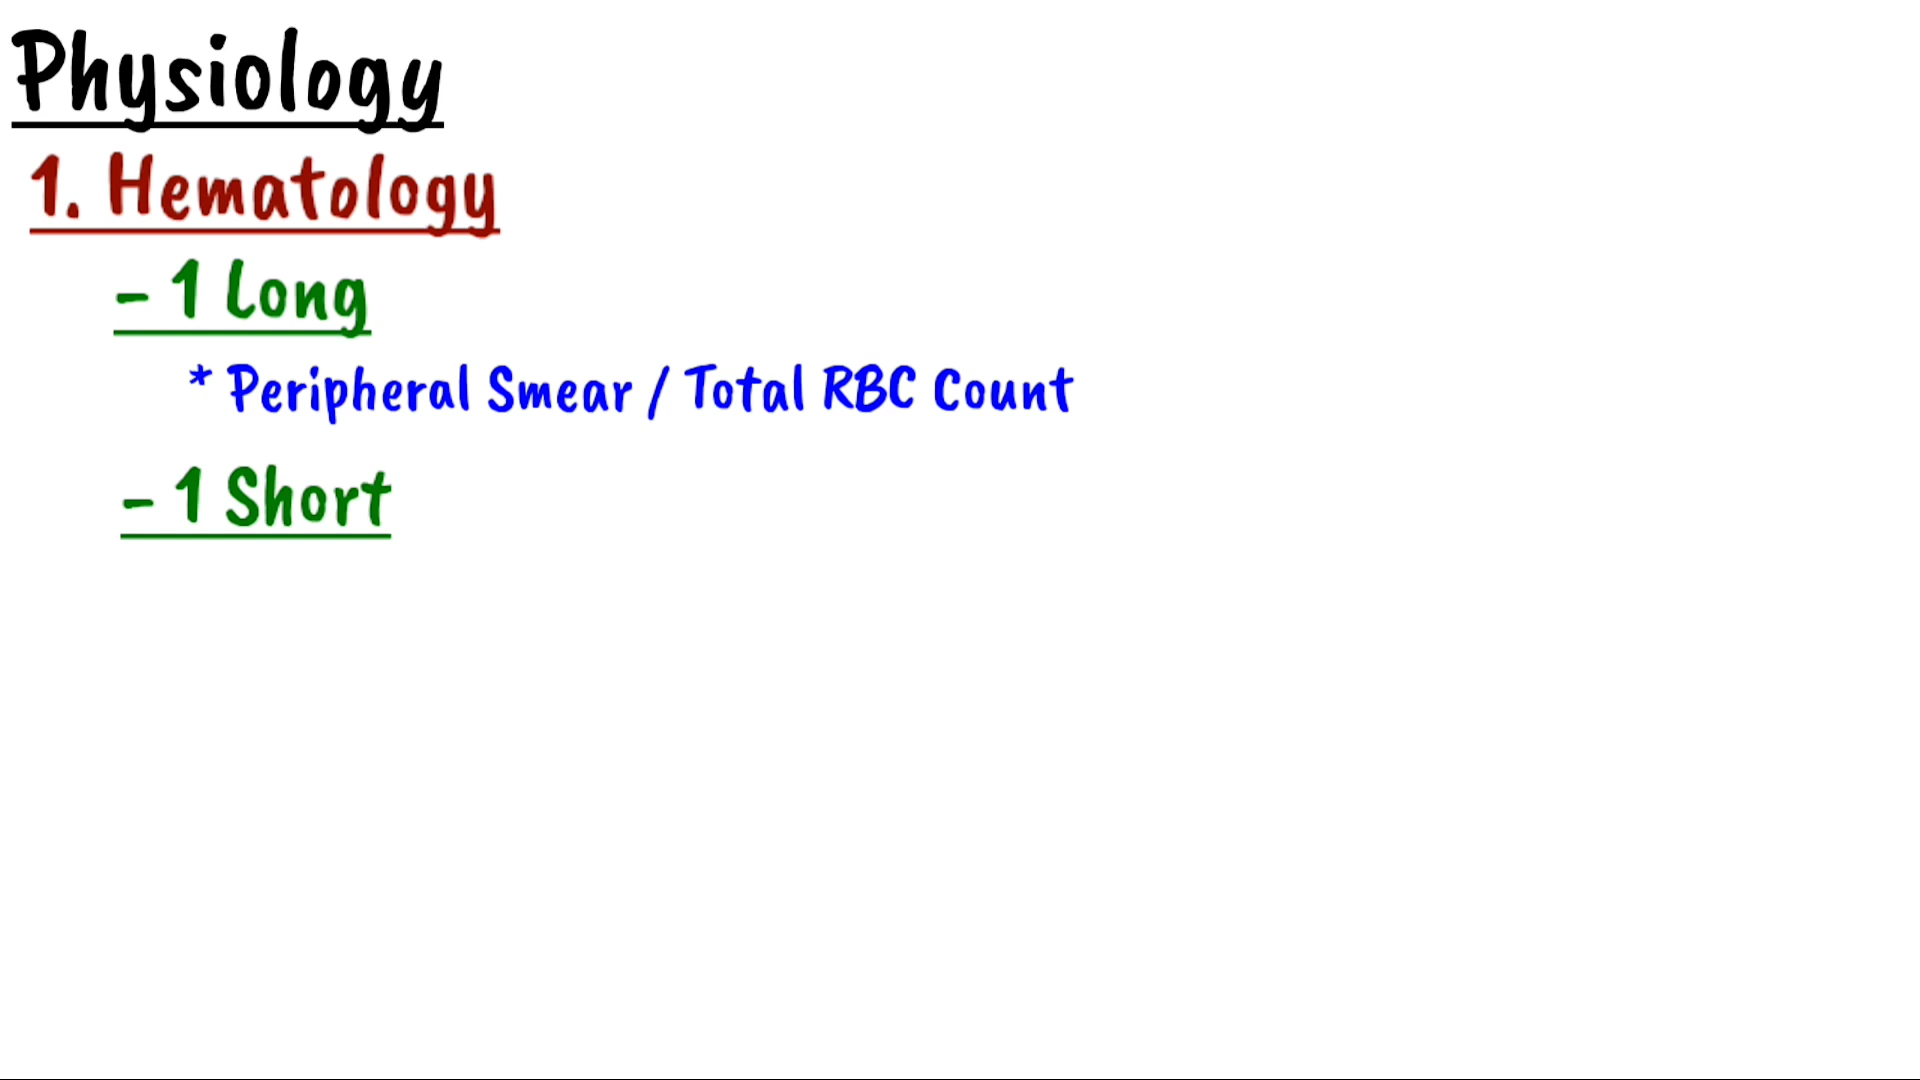 Physiology
1. Hematology
- 1 Long
* Peripheral Smear / Total RBC Count
- 1 Short